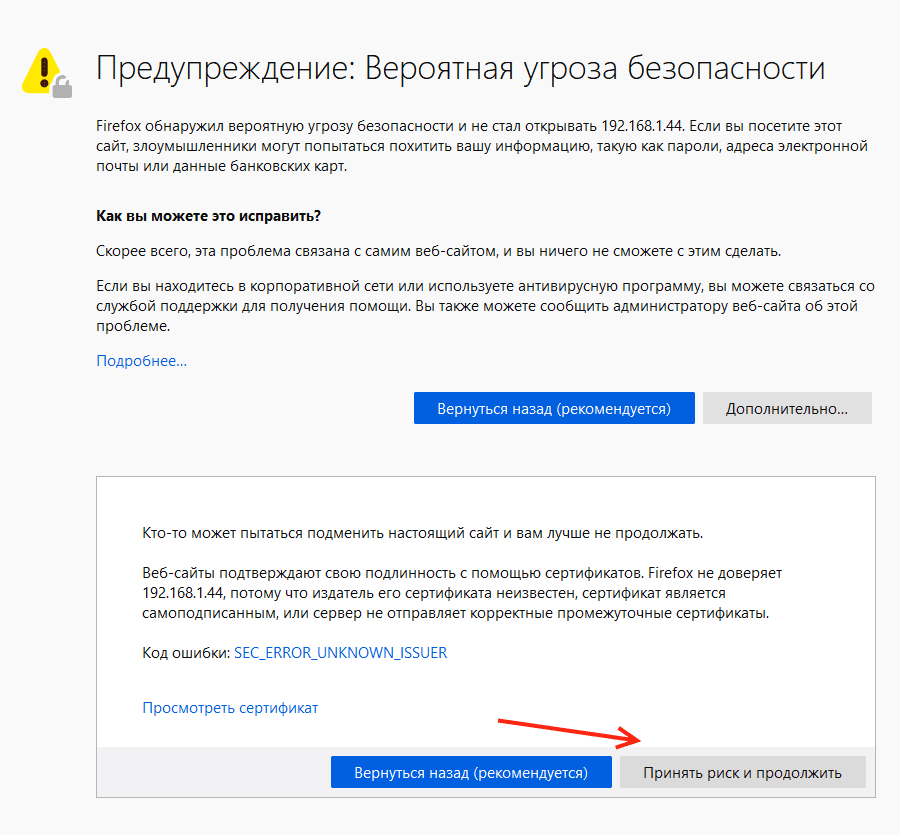 Предупреждение: Вероятная угроза безопасности
Firefox обнаружил вероятную угрозу безопасности и не стал открывать 192.168.1.44. Если вы посетите этот
сайт, злоумышленники могут попытаться похитить вашу информацию, такую как пароли, адреса электронной
почты или данные банковских карт.
Как вы можете это исправить?
Скорее всего, эта проблема связана с самим веб-сайтом, и вы ничего не сможете с этим сделать.
Если вы находитесь в корпоративной сети или используете антивирусную программу, вы можете связаться со
службой поддержки для получения помощи. Вы также можете сообщить администратору веб-сайта об этой
проблеме.
Подробнее…
Вернуться назад (рекомендуется)
Дополнительно…
Кто-то может пытаться подменить настоящий сайт и вам лучше не продолжать.
Веб-сайты подтверждают свою подлинность с помощью сертификатов. Firefox не доверяет
192.168.1.44, потому что издатель его сертификата неизвестен, сертификат является
самоподписанным, или сервер не отправляет корректные промежуточные сертификаты.
Код ошибки: SEC_ERROR_UNKNOWN_ISSUER
Просмотреть сертификат
Вернуться назад (рекомендуется)
Принять риск и продолжить